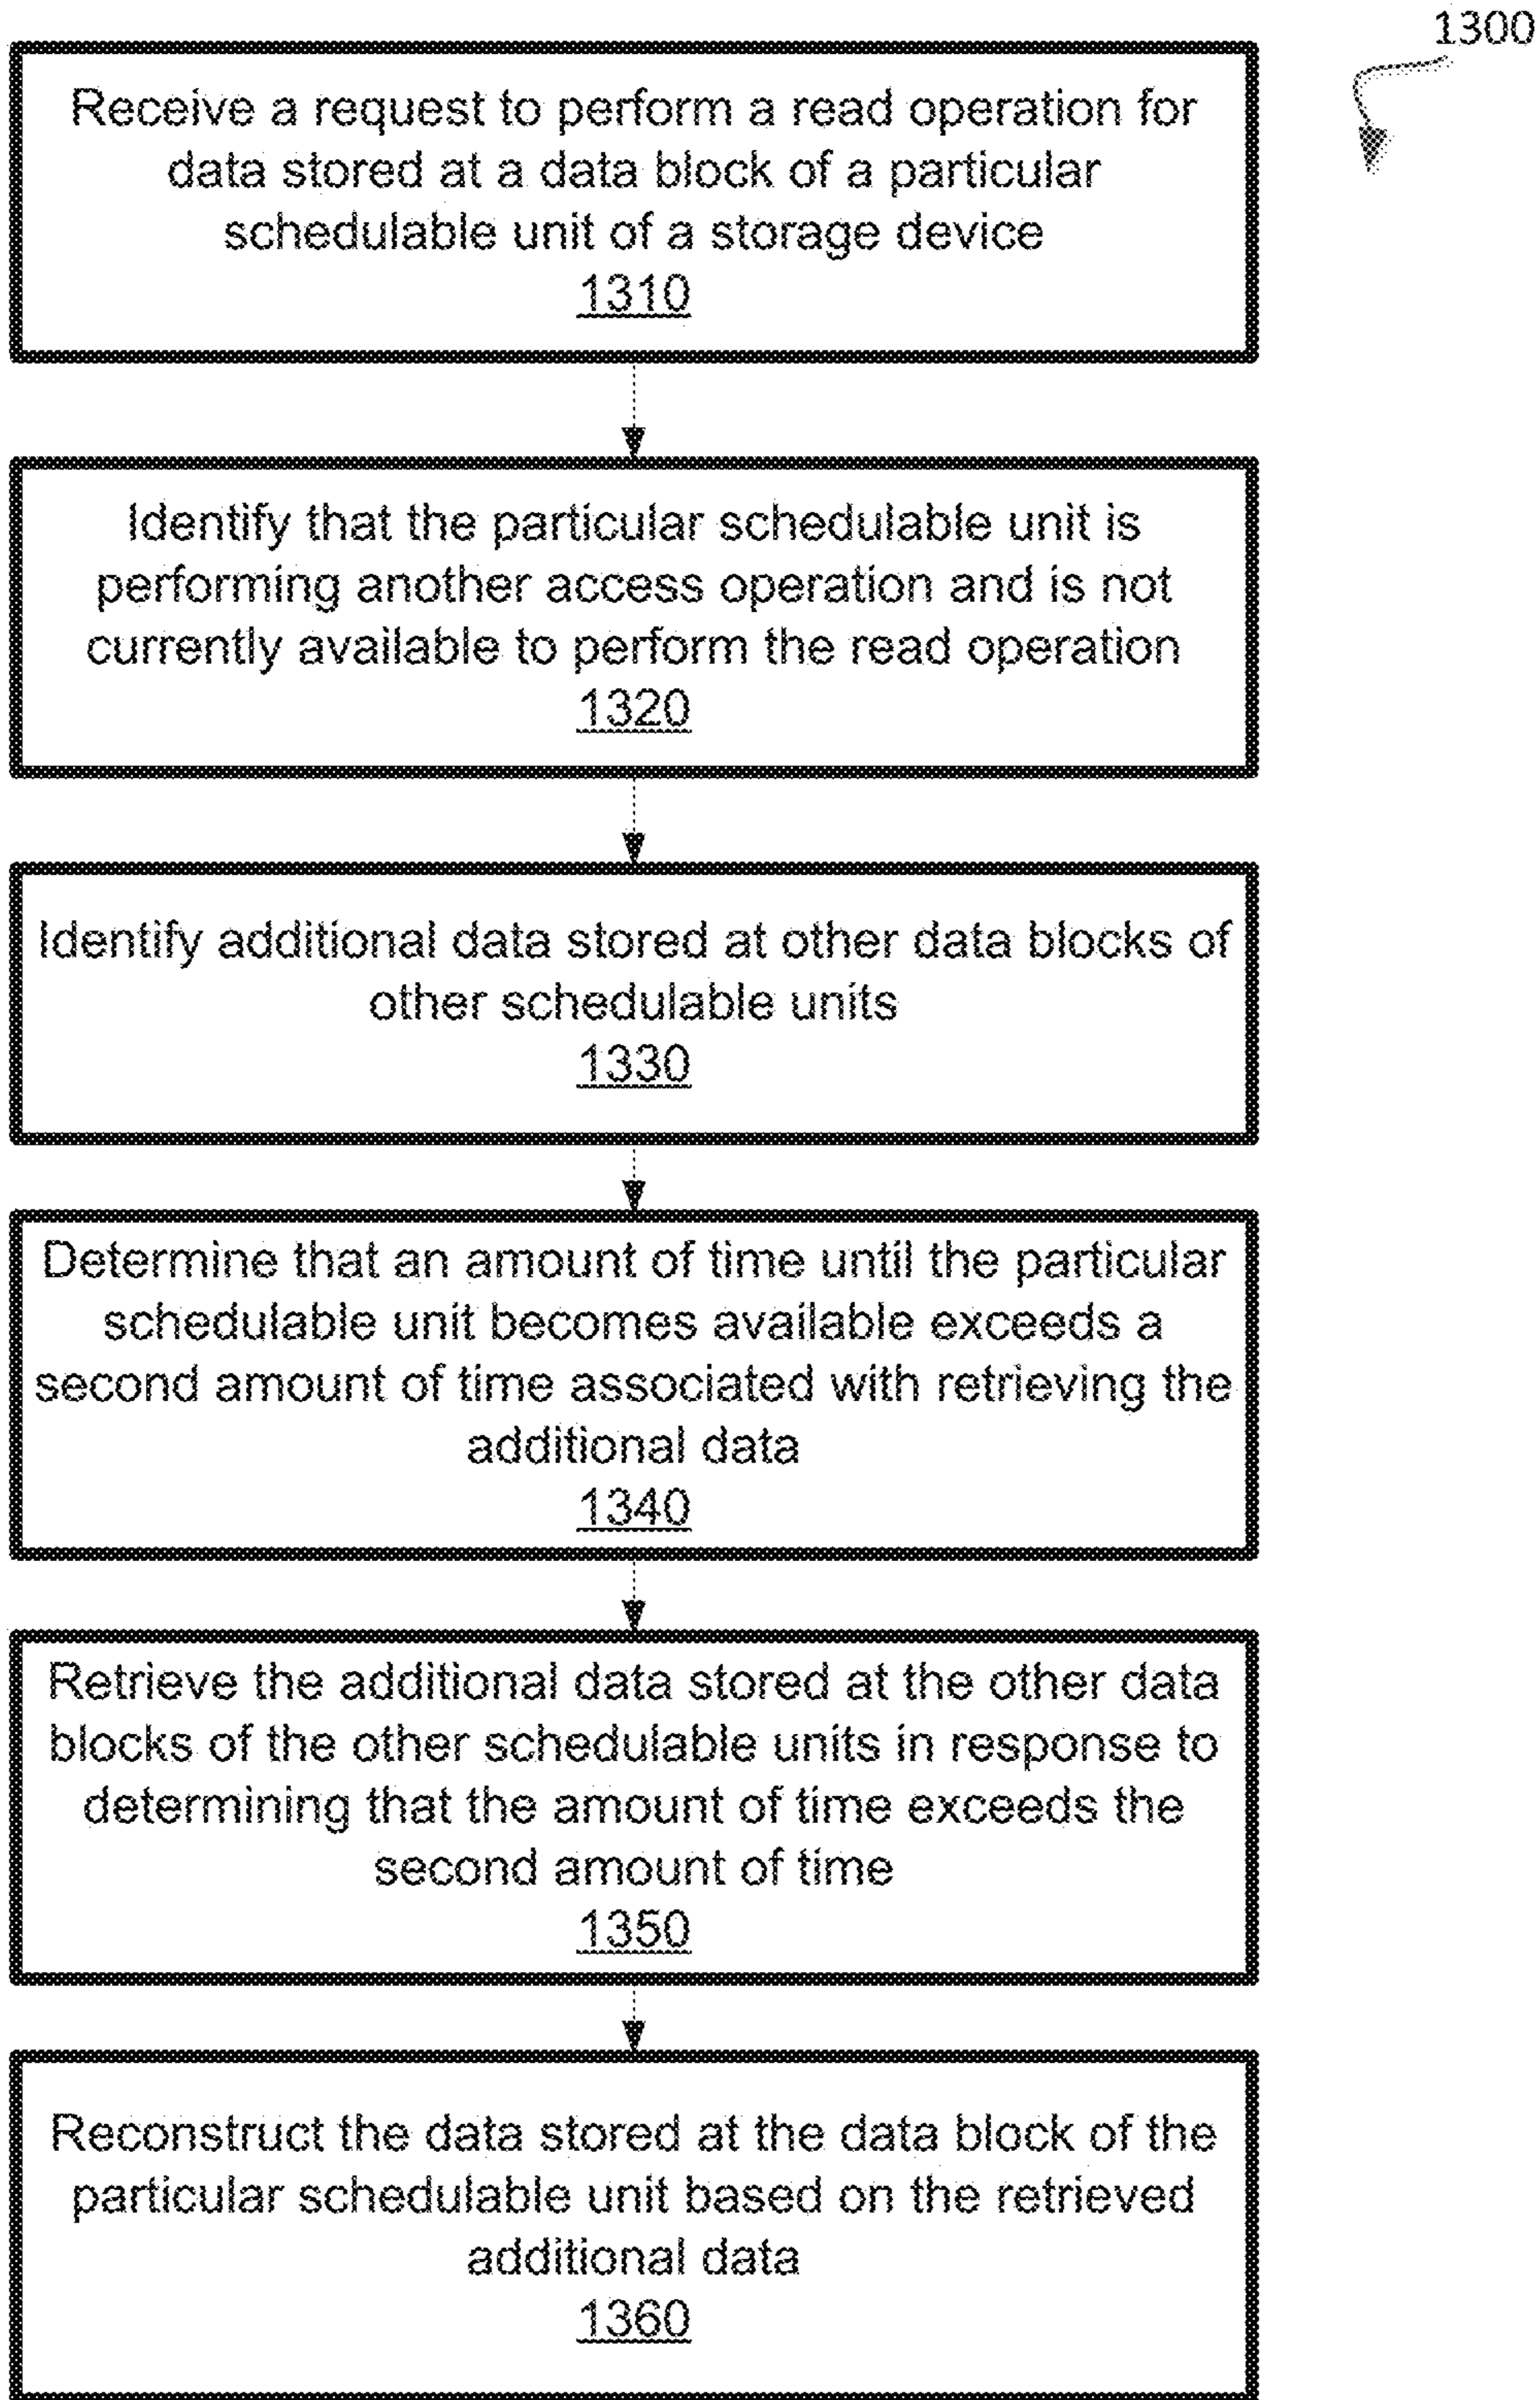 1300
Receive a request to perform a read operation for
data stored at a data block of a particular
schedulable unit of a storage device
1310
Identify that the particular schedulable unit is
performing another access operation and is not
currently available to perform the read operation
1320
Identify additional data stored at other data blocks of
other schedulable units
1330
Determine that an amount of time until the particular
schedulable unit becomes available exceeds a
second amount of time associated with retrieving the
additional data
1340
Retrieve the additional data stored at the other data
blocks of the other schedulable units in response to
determining that the amount of time exceeds the
second amount of time
1350
Reconstruct the data stored at the data block of the
particular schedulable unit based on the retrieved
additional data
1360